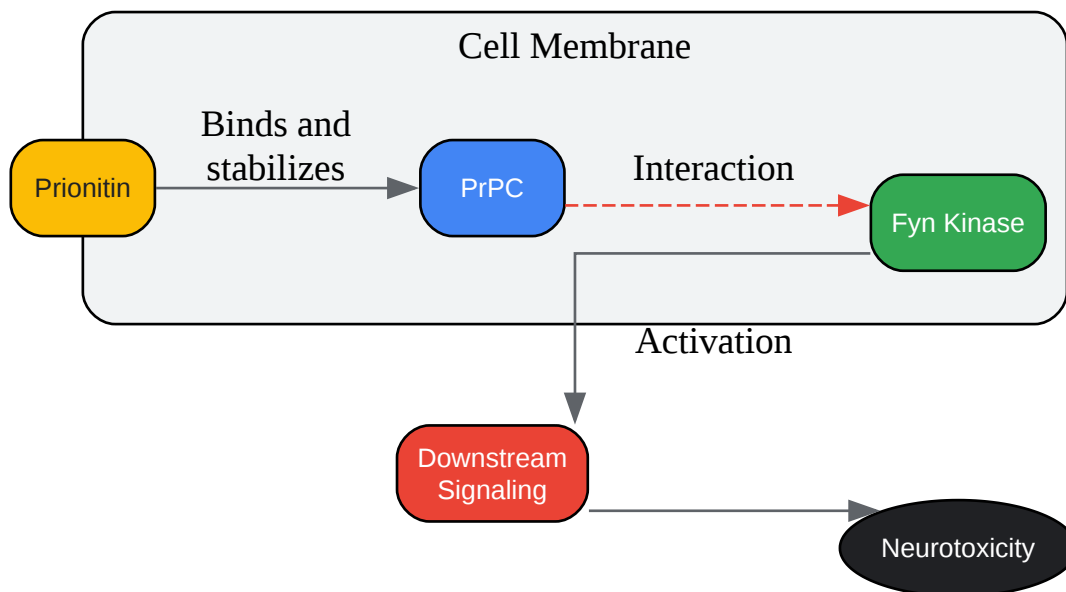 Cell Membrane
Binds and
stabilizes
Prionitin
PrPC
Interaction
Fyn Kinase
Activation
Downstream
Signaling
Neurotoxicity